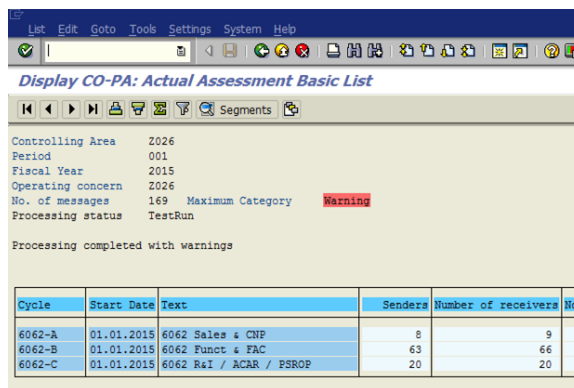 List Edit Goto Tools Settings System Help
Display CO-PA: Actual Assessment Basic List
Segments
Controlling Area Z026
Period 001
Fiscal Year 2015
Operating concern Z026
No. of messages 169 Maximum Category Warning
Processing status TestRun
Processing completed with warnings
Cycle Start Date Text Senders Number of receivers
6062-A 01.01.2015 6062 Sales & CNP 8 9
6062-B 01.01.2015 6062 Funct & FAC 63 66
6062-C 01.01.2015 6062 R&I / ACAR / PSROP 20 20